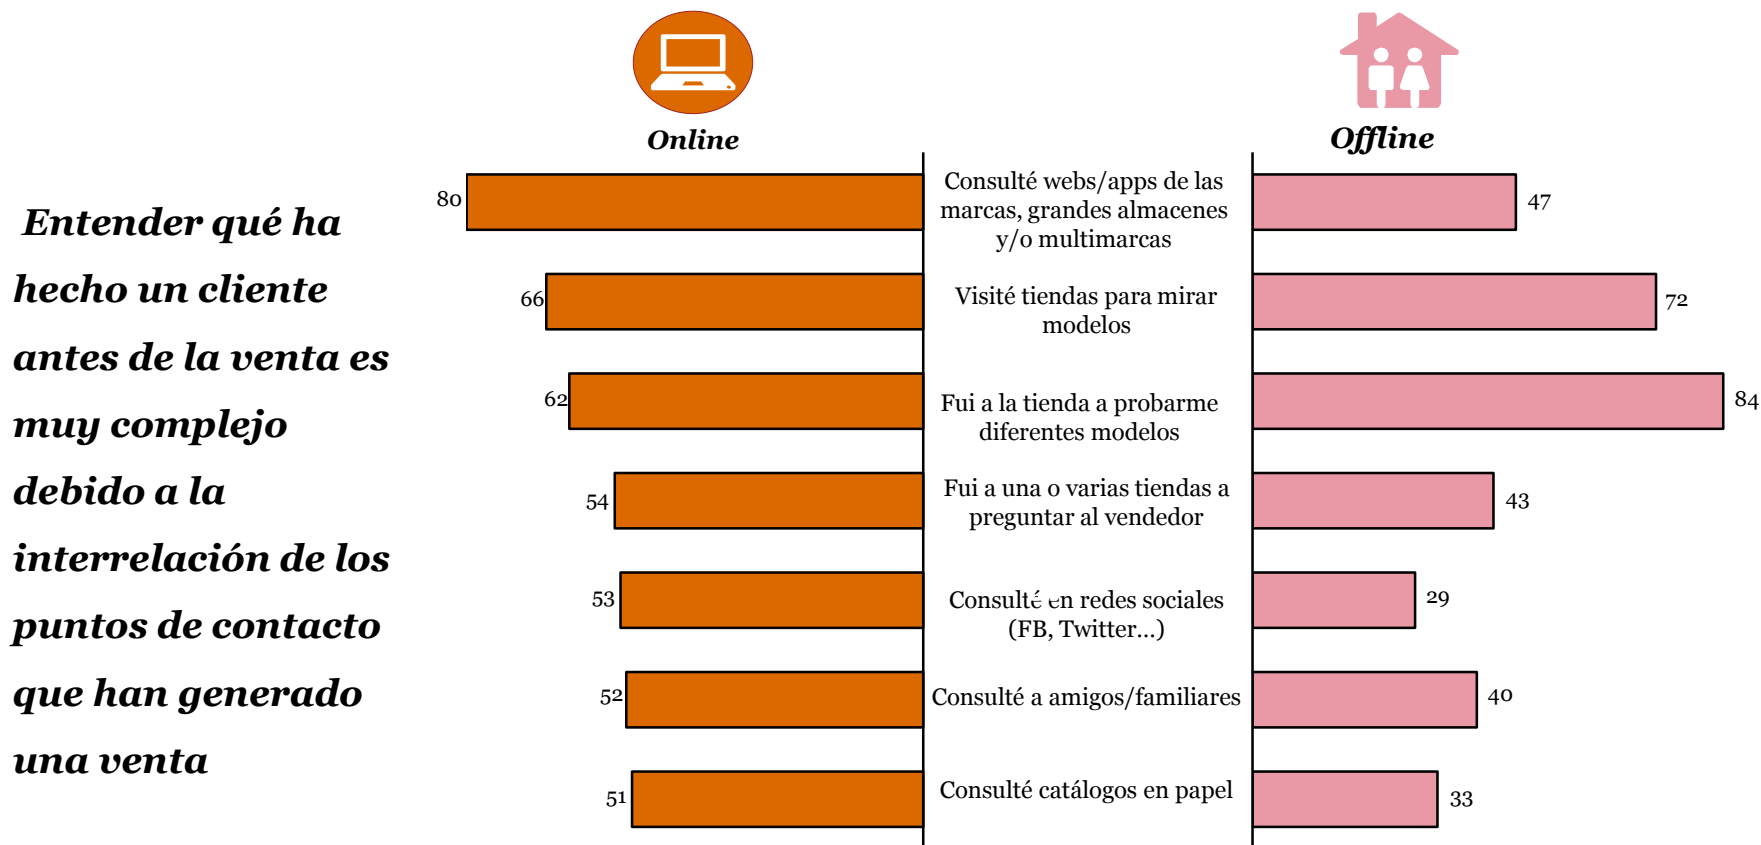 Online
Offline
Entender qué ha
hecho un cliente
antes de la venta es
muy complejo
debido a la
interrelación de los
puntos de contacto
que han generado
una venta
80
Consulté webs/apps de las
marcas, grandes almacenes
y/o multimarcas
47
66
Visité tiendas para mirar
modelos
72
62
Fui a la tienda a probarme
diferentes modelos
84
54
Fui a una o varias tiendas a
preguntar al vendedor
43
53
Consulté en redes sociales
(FB, Twitter...)
29
52
Consulté a amigos/familiares
40
51
Consulté catálogos en papel
33